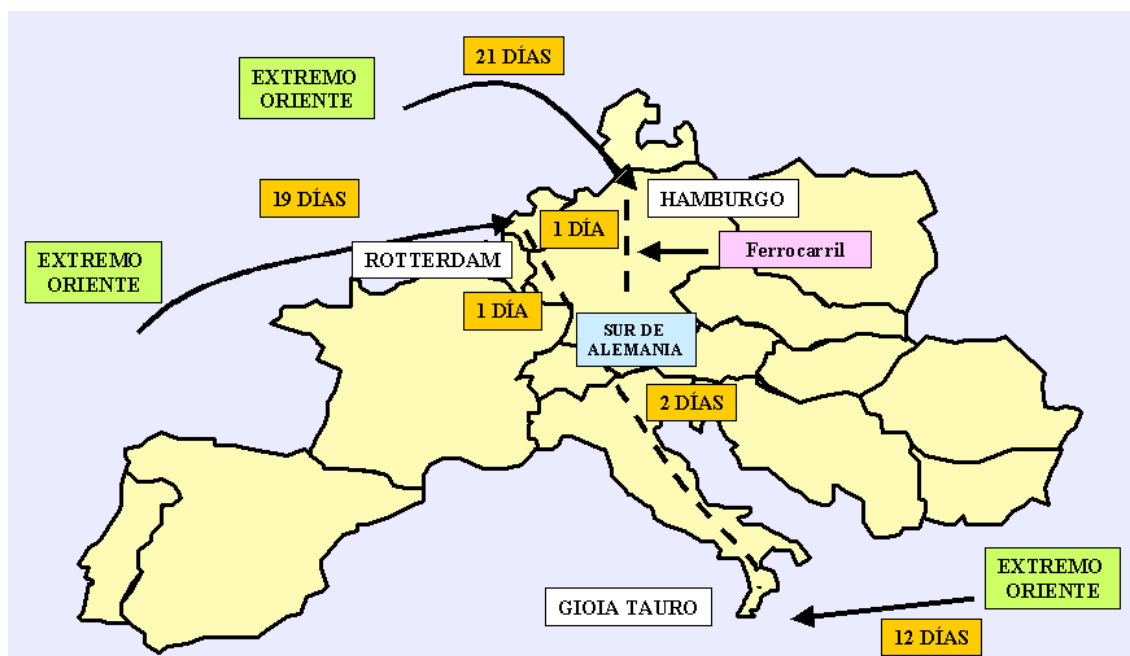 21 DÍAS
EXTREMO
ORIENTE
HAMBURGO
19 DÍAS
1 DÍA
Ferrocarril
ROTTERDAM
EXTREMO
ORIENTE
1 DÍA
SUR DE
ALEMANIA
2 DÍAS
EXTREMO
ORIENTE
GIOIA TAURO
12 DÍAS